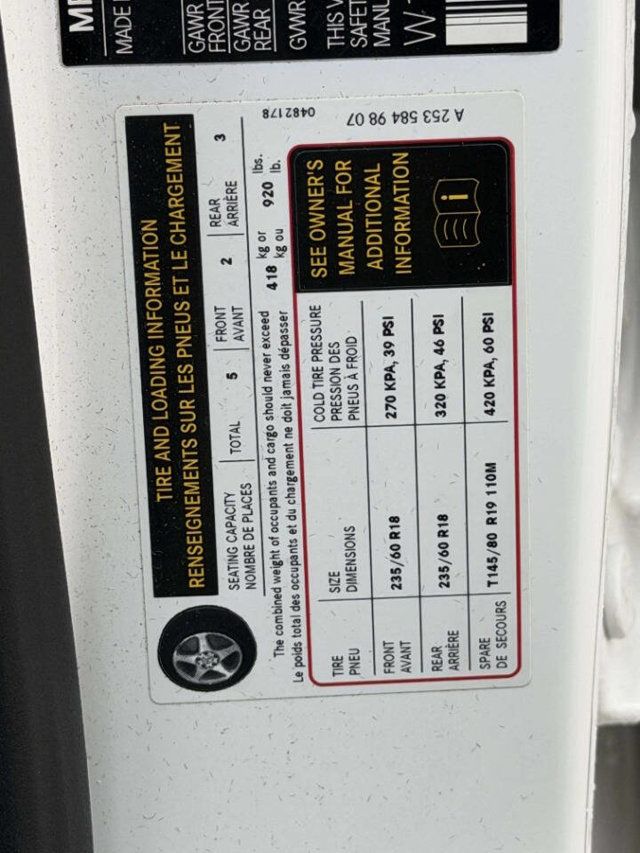 ME
MADE
GAWR
FRONT
GAWR
REAR
GVWR
THIS V
SAFET
MANU
W
TIRE AND LOADING INFORMATION
RENSEIGNEMENTS SUR LES PNEUS ET LE CHARGEMENT
SEATING CAPACITY
NOMBRE DE PLACES
TOTAL 5
FRONT
AVANT
2
REAR
ARRIÈRE
3
The combined weight of occupants and cargo should never exceed 418 kg or 920 lbs.
Le poids total des occupants et du chargement ne doit jamais dépasser kg ou lb.
TIRE
PNEU
SIZE
DIMENSIONS
COLD TIRE PRESSURE
PRESSION DES
PNEUS À FROID
FRONT
AVANT
235/60 R18
270 KPA, 39 PSI
REAR
ARRIÈRE
235/60 R18
320 KPA, 46 PSI
SPARE
DE SECOURS
T145/80 R19 110M
420 KPA, 60 PSI
SEE OWNER'S
MANUAL FOR
ADDITIONAL
INFORMATION
i
0482178
A 253 584 98 07